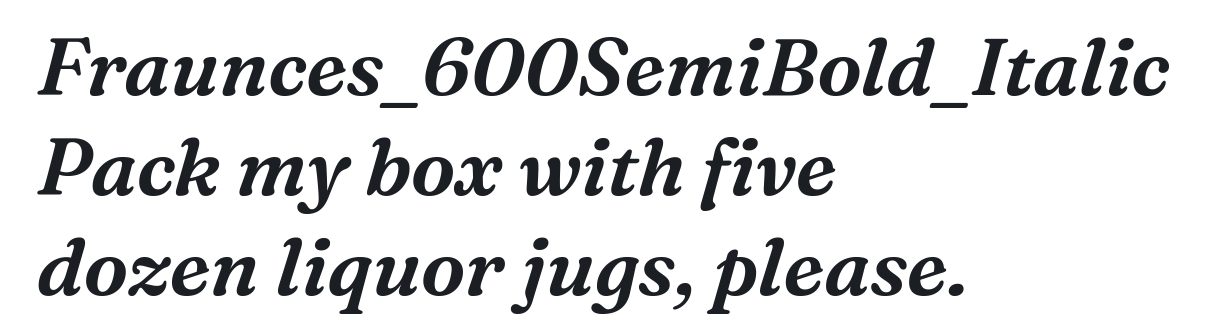 Fraunces_600SemiBold_Italic
Pack my box with five
dozen liquor jugs, please.